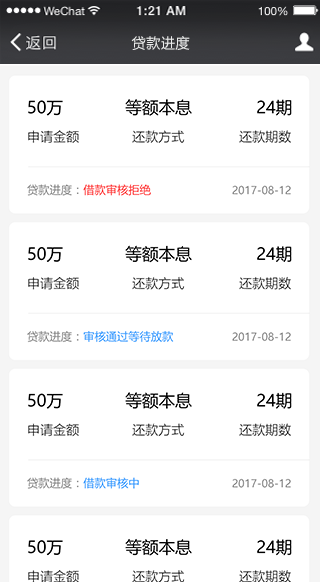 WeChat 1:21 AM 100%
返回 贷款进度
50万 等额本息 24期
申请金额 还款方式 还款期数
贷款进度：借款审核拒绝 2017-08-12
50万 等额本息 24期
申请金额 还款方式 还款期数
贷款进度：审核通过等待放款 2017-08-12
50万 等额本息 24期
申请金额 还款方式 还款期数
贷款进度：借款审核中 2017-08-12
50万 等额本息 24期
申请金额 还款方式 还款期数